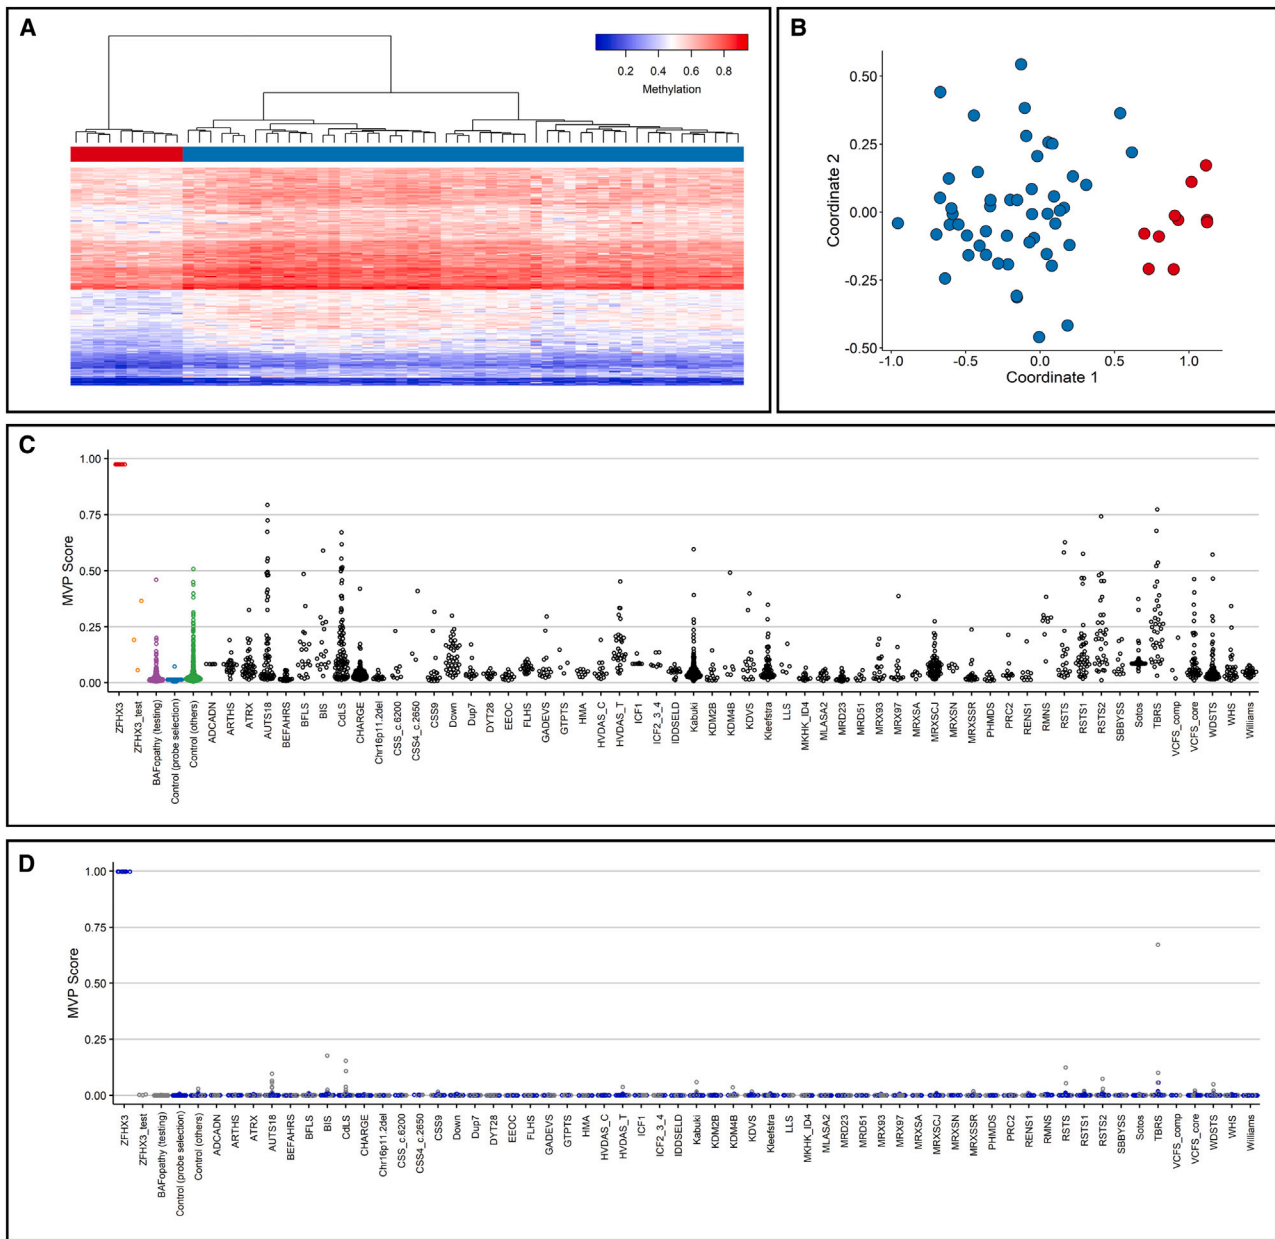 A
0.2 0.4 0.6 0.8
Methylation
B
0.50
0.25
0.00
-0.25
-0.50
Coordinate 2
-1.0 -0.5 0.0 0.5 1.0
Coordinate 1
C
1.00
0.75
0.50
0.25
0.00
MVP Score
ZFHX3
ZFHX3_test
BAFopathy (testing)
Control (probe selection)
Control (others)
ADCADN
ARTHS
ATRX
AUTS18
BEFAHRS
BFLS
BIS
CdLS
CHARGE
Chr16p11.2del
CSS_c.6200
CSS4_c.2650
CSS9
Down
Dup7
DYT28
EEOC
FLHS
GADEVS
GTPTS
HMA
HVDAS_C
HVDAS_T
ICF1
ICF2_3_4
IDDSELD
Kabuki
KDM2B
KDM4B
KDVS
Kleefstra
LLS
MKHK_ID4
MLASA2
MRD23
MRD51
MRX93
MRX97
MRXSA
MRXSCJ
MRXSN
MRXSSR
PHMDS
PRC2
RENS1
RMNS
RSTS
RSTS1
RSTS2
SBBYSS
Sotos
TBRS
VCFS_comp
VCFS_core
WDSTS
WHS
Williams
D
1.00
0.75
0.50
0.25
0.00
MVP Score
ZFHX3
ZFHX3_test
BAFopathy (testing)
Control (probe selection)
Control (others)
ADCADN
ARTHS
ATRX
AUTS18
BEFAHRS
BFLS
BIS
CdLS
CHARGE
Chr16p11.2del
CSS_c.6200
CSS4_c.2650
CSS9
Down
Dup7
DYT28
EEOC
FLHS
GADEVS
GTPTS
HMA
HVDAS_C
HVDAS_T
ICF1
ICF2_3_4
IDDSELD
Kabuki
KDM2B
KDM4B
KDVS
Kleefstra
LLS
MKHK_ID4
MLASA2
MRD23
MRD51
MRX93
MRX97
MRXSA
MRXSCJ
MRXSN
MRXSSR
PHMDS
PRC2
RENS1
RMNS
RSTS
RSTS1
RSTS2
SBBYSS
Sotos
TBRS
VCFS_comp
VCFS_core
WDSTS
WHS
Williams